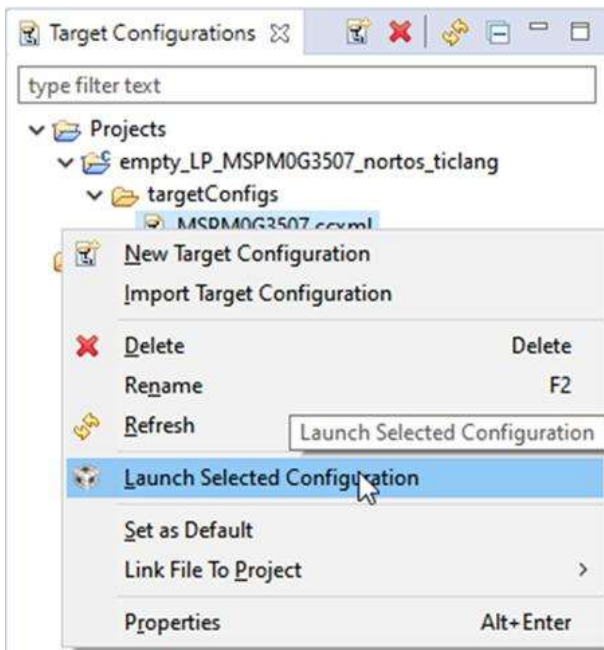 Target Configurations
type filter text
Projects
empty_LP_MSPM0G3507_nortos_ticlang
targetConfigs
MSPM0G3507.ccxml
New Target Configuration
Import Target Configuration
Delete Delete
Rename F2
Refresh
Launch Selected Configuration
Launch Selected Configuration
Set as Default
Link File To Project
Properties Alt+Enter